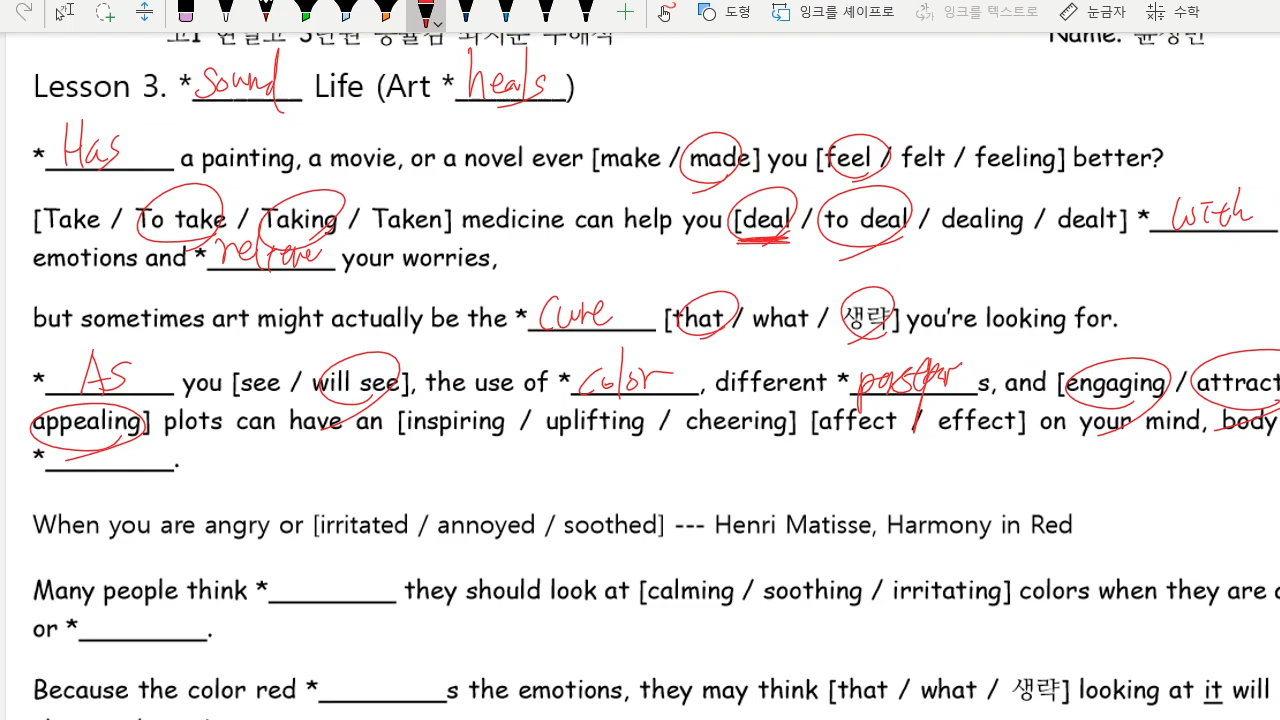 도형 잉크를 셰이프로 잉크를 텍스트로 눈금자 수학
Name:
Lesson 3. *sound Life (Art *heals)
*Has a painting, a movie, or a novel ever [make / made] you [feel / felt / feeling] better?
[Take / To take / Taking / Taken] medicine can help you [deal / to deal / dealing / dealt] *with
emotions and *relieve your worries,
but sometimes art might actually be the *cure [that / what / 생략] you're looking for.
*As you [see / will see], the use of *color, different *s, and [engaging / attract
appealing] plots can have an [inspiring / uplifting / cheering] [affect / effect] on your mind, body
*________.
When you are angry or [irritated / annoyed / soothed] --- Henri Matisse, Harmony in Red
Many people think *________ they should look at [calming / soothing / irritating] colors when they are
or *________.
Because the color red *________s the emotions, they may think [that / what / 생략] looking at it will